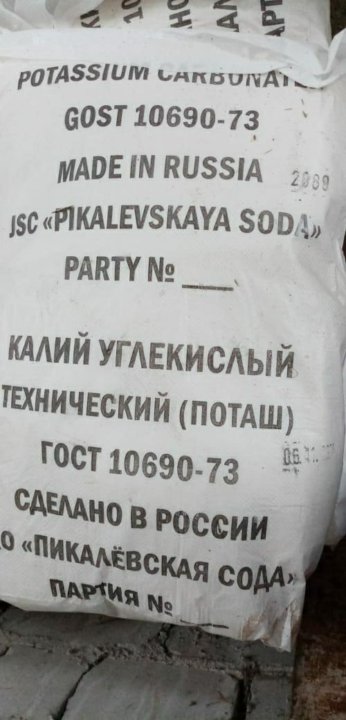 POTASSIUM CARBONATE
GOST 10690-73
MADE IN RUSSIA 2089
JSC «PIKALEVSKAYA SODA»
PARTY №
КАЛИЙ УГЛЕКИСЛЫЙ
ТЕХНИЧЕСКИЙ (ПОТАШ)
ГОСТ 10690-73
СДЕЛАНО В РОССИИ
«ПИКАЛЁВСКАЯ СОДА»
ПАРТИЯ №